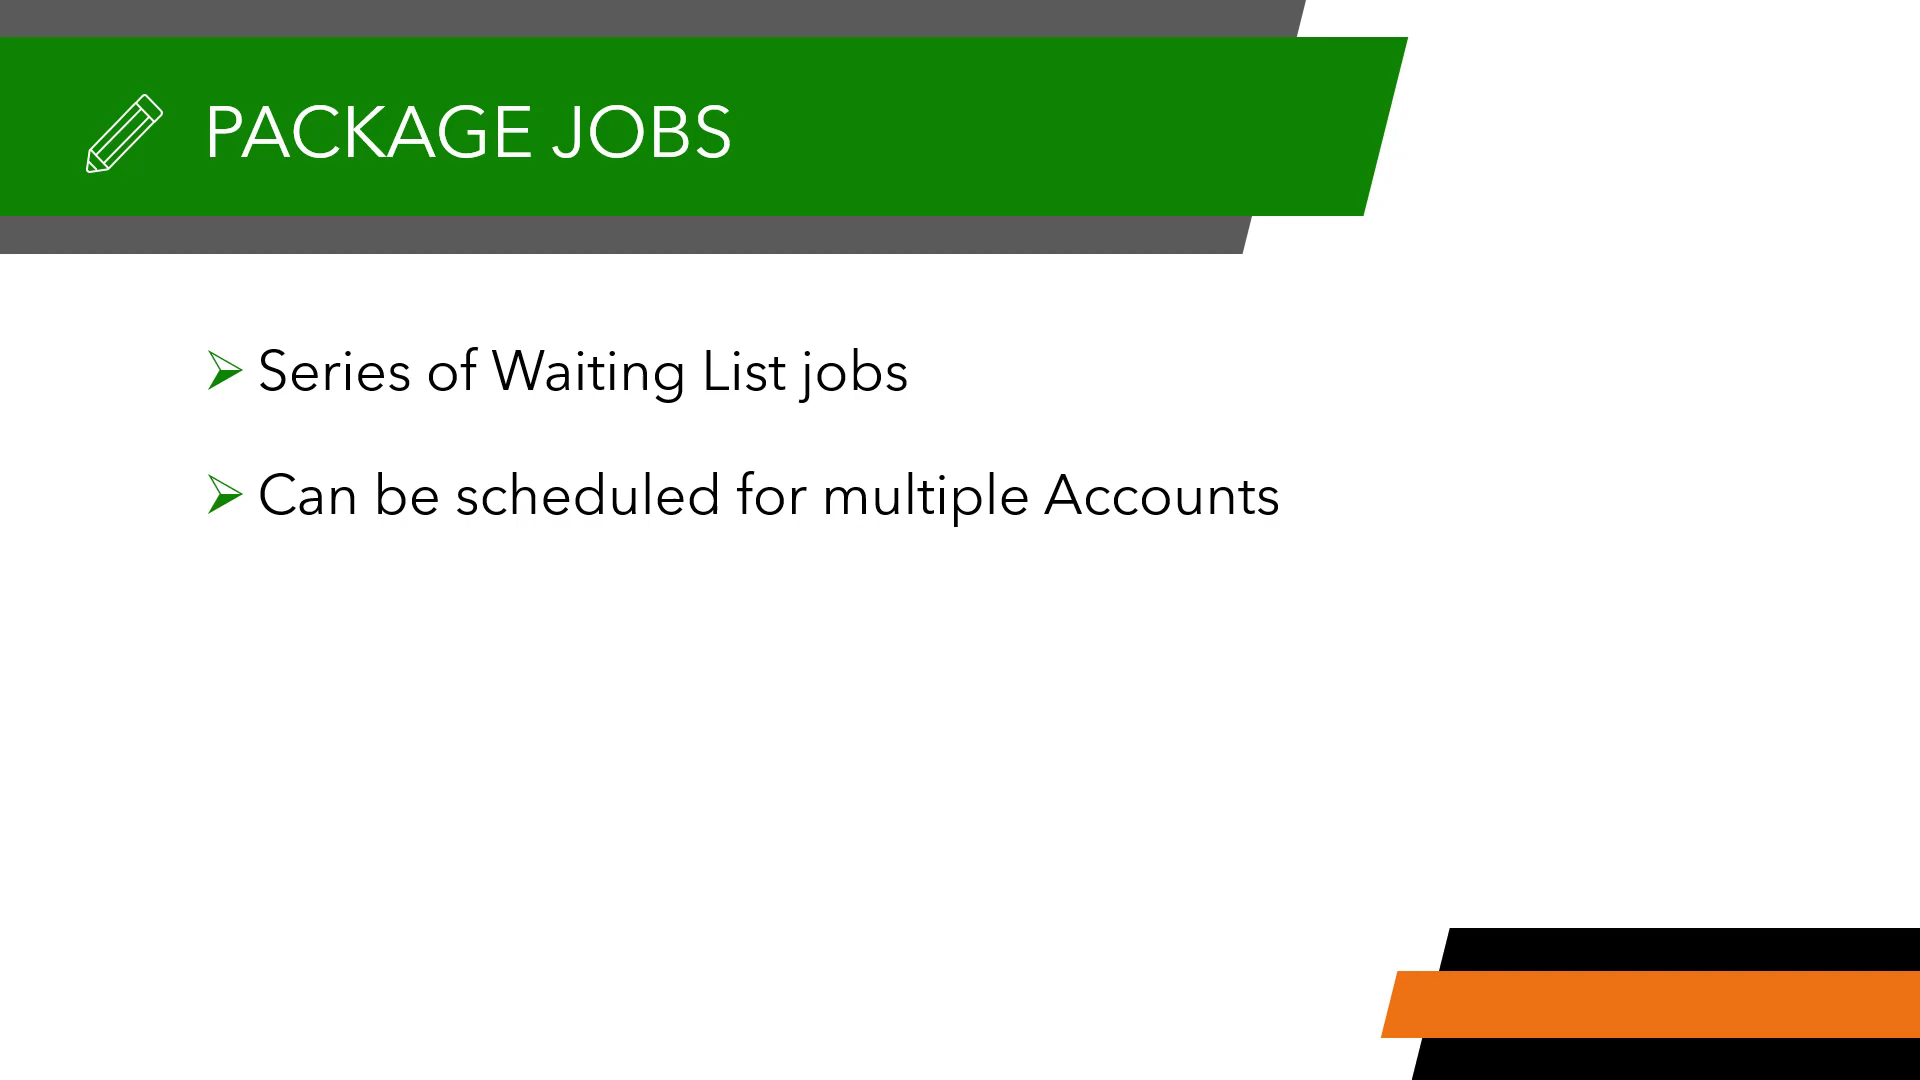 PACKAGE JOBS
Series of Waiting List jobs
Can be scheduled for multiple Accounts